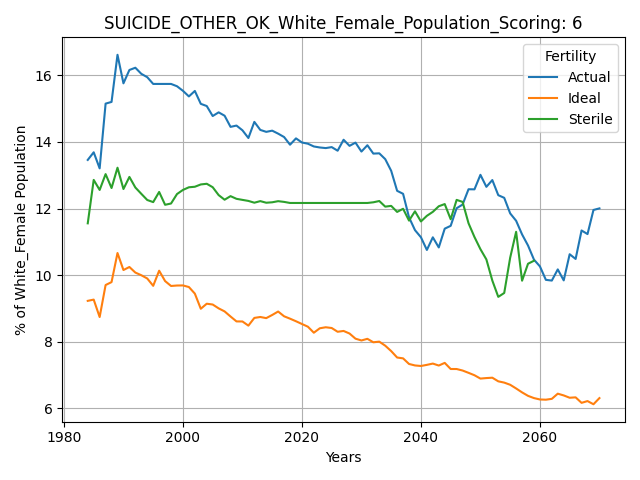 SUICIDE_OTHER_OK_White_Female_Population_Scoring: 6
Fertility
Actual
Ideal
Sterile
% of White_Female Population
16
14
12
10
8
6
1980
2000
2020
2040
2060
Years